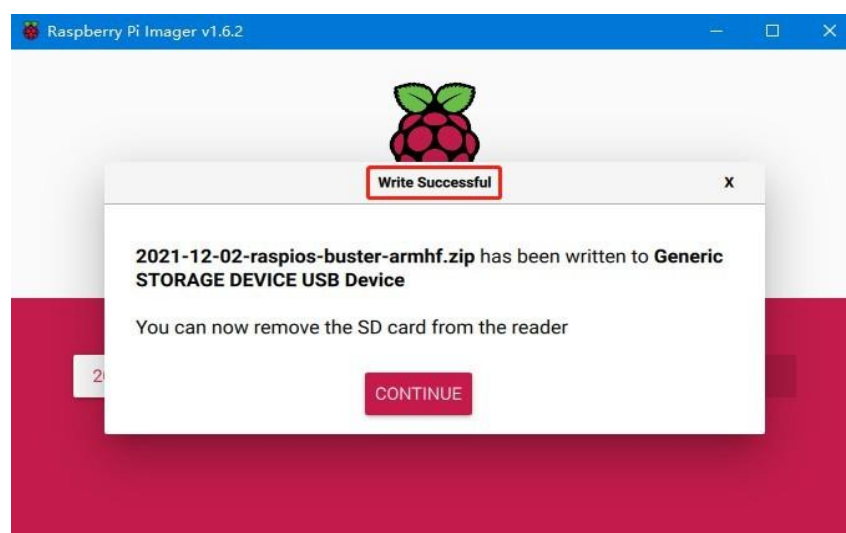 Raspberry Pi Imager v1.6.2
Write Successful
X
2021-12-02-raspios-buster-armhf.zip has been written to Generic
STORAGE DEVICE USB Device
You can now remove the SD card from the reader
20
CONTINUE